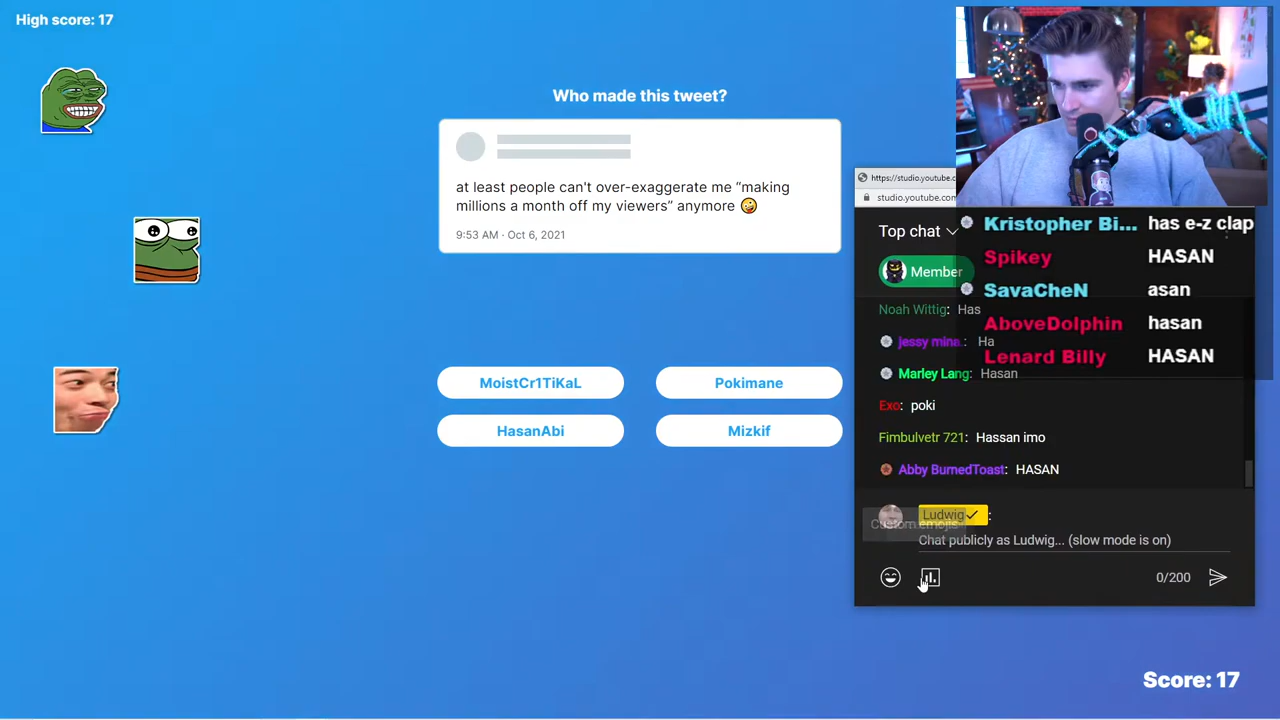 High score: 17
Who made this tweet?
at least people can't over-exaggerate me “making
millions a month off my viewers” anymore 🤪
9:53 AM · Oct 6, 2021
MoistCr1TiKaL
Pokimane
HasanAbi
Mizkif
https://studio.youtube.c
studio.youtube.com
Top chat
Member
Kristopher Bi... has e-z clap
Spikey HASAN
SavaCheN asan
AboveDolphin hasan
Lenard Billy HASAN
Noah Wittig: Has
jessy mina.: Ha
Marley Lang: Hasan
Exo: poki
Fimbulvetr 721: Hassan imo
Abby BurnedToast: HASAN
Ludwig:
Custom emojis
Chat publicly as Ludwig... (slow mode is on)
0/200
Score: 17